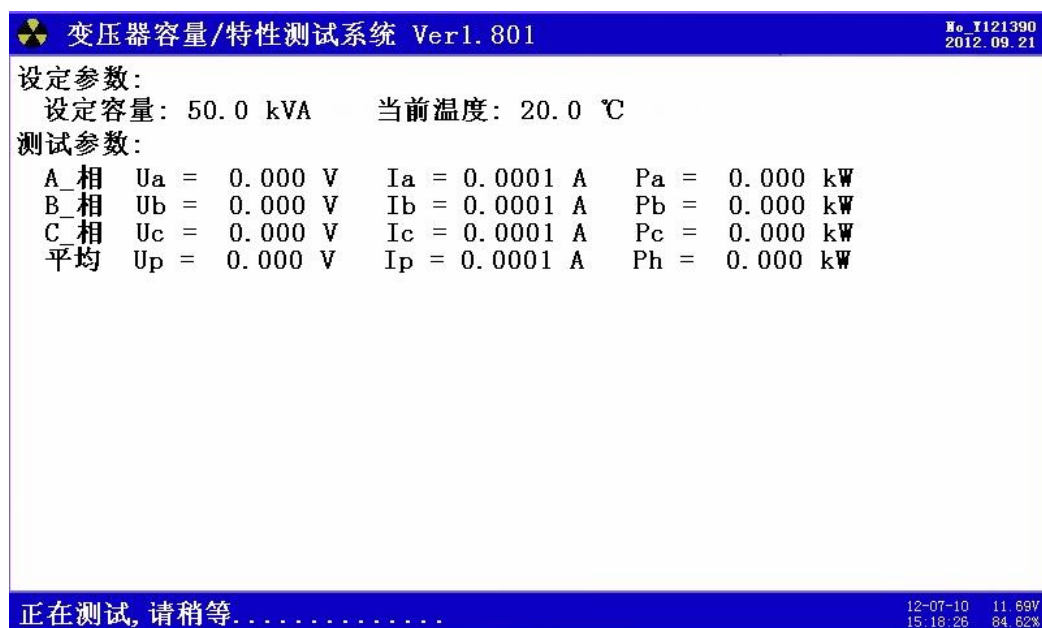 变压器容量/特性测试系统 Ver1.801
No_Y121390
2012.09.21
设定参数:
设定容量: 50.0 kVA 当前温度: 20.0 ℃
测试参数:
A_相 Ua = 0.000 V Ia = 0.0001 A Pa = 0.000 kW
B_相 Ub = 0.000 V Ib = 0.0001 A Pb = 0.000 kW
C_相 Uc = 0.000 V Ic = 0.0001 A Pc = 0.000 kW
平均 Up = 0.000 V Ip = 0.0001 A Ph = 0.000 kW
正在测试,请稍等..............
12-07-10 11.69V
15:18:26 84.62%